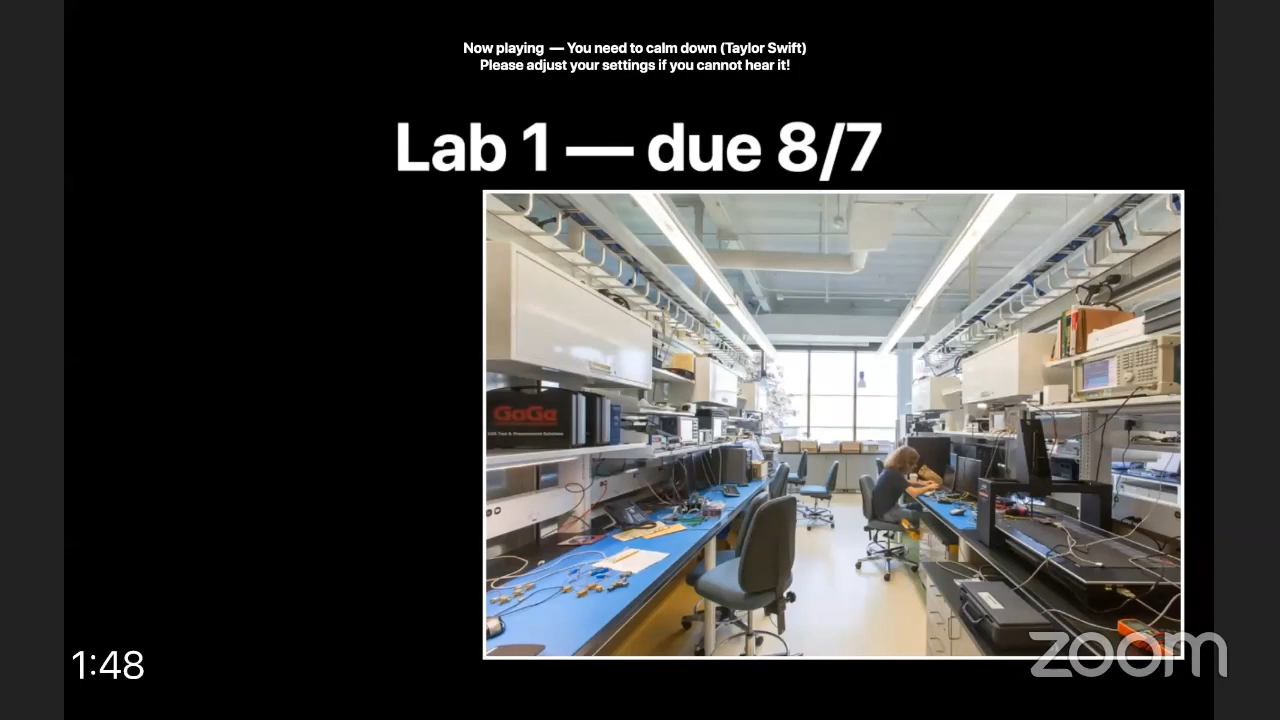 Now playing — You need to calm down (Taylor Swift)
Please adjust your settings if you cannot hear it!
Lab 1 — due 8/7
GaGe
1:48
zoom